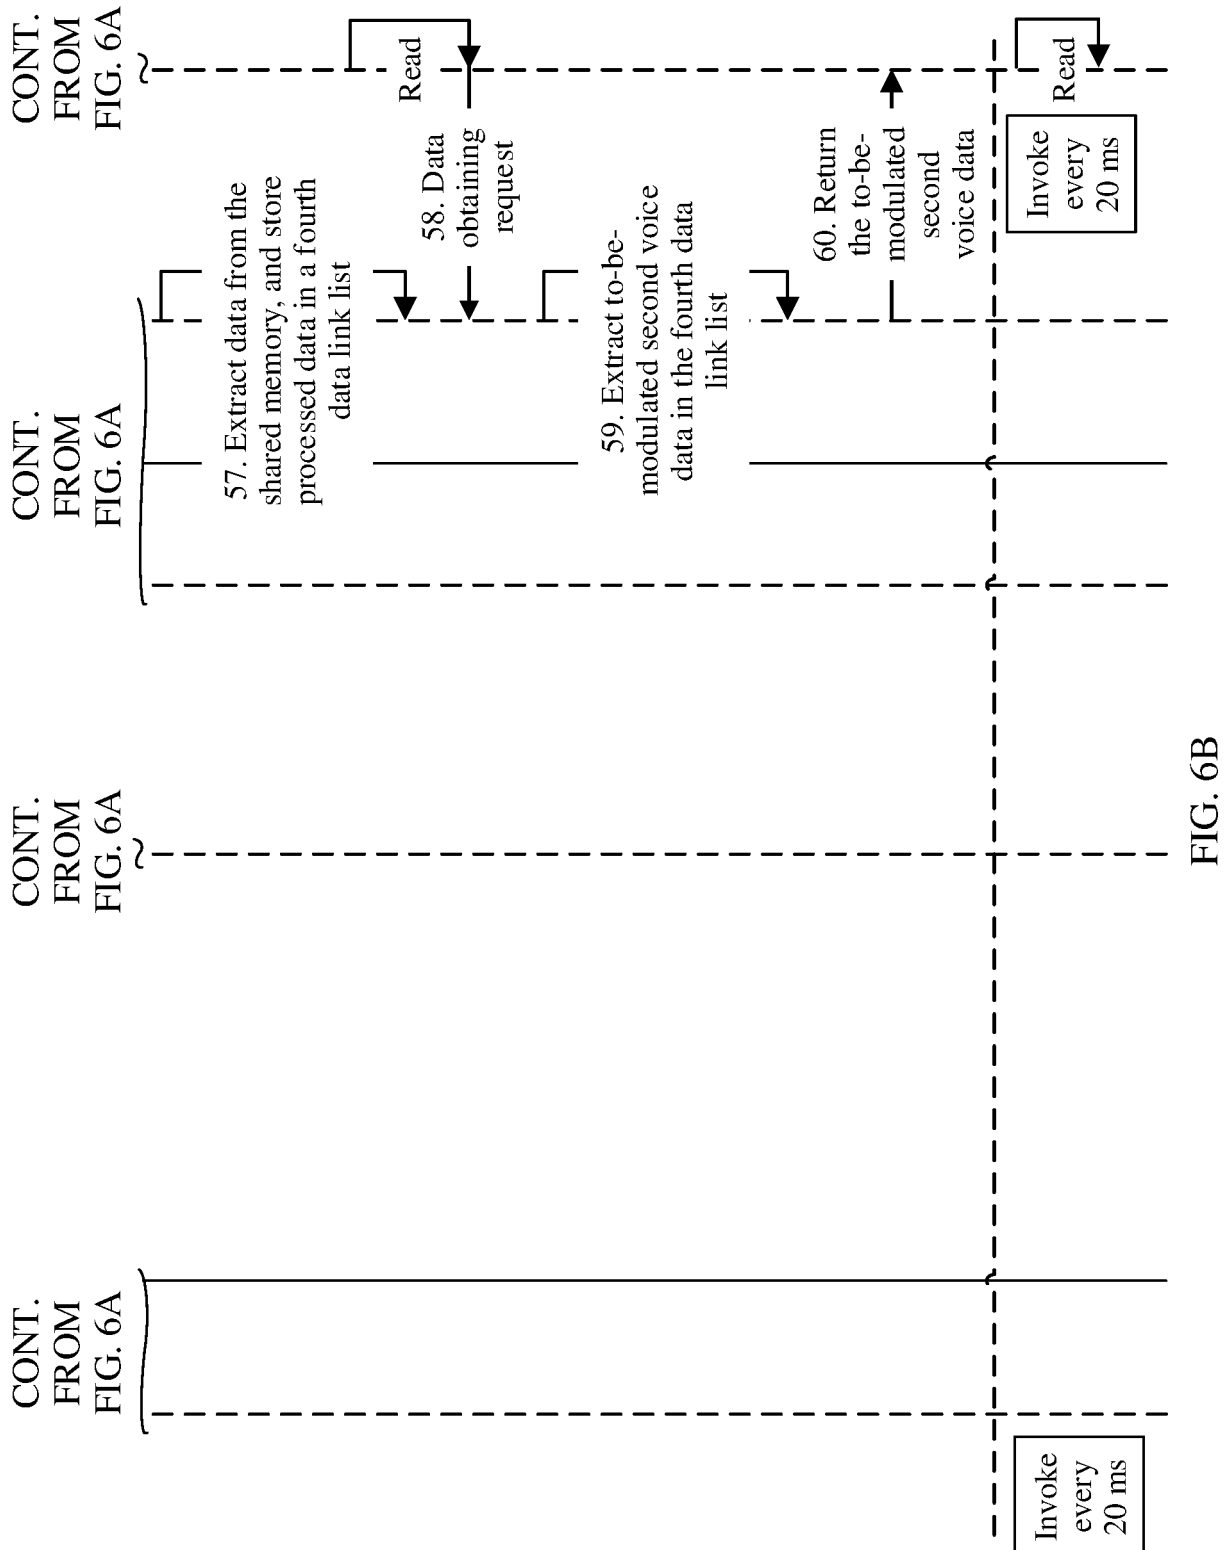 CONT.
FROM
FIG. 6A
CONT.
FROM
FIG. 6A
CONT.
FROM
FIG. 6A
CONT.
FROM
FIG. 6A
57. Extract data from the
shared memory, and store
processed data in a fourth
data link list
Read
58. Data
obtaining
request
59. Extract to-be-
modulated second voice
data in the fourth data
link list
60. Return
the to-be-
modulated
second
voice data
Invoke
every
20 ms
Invoke
every
20 ms
Read
FIG. 6B